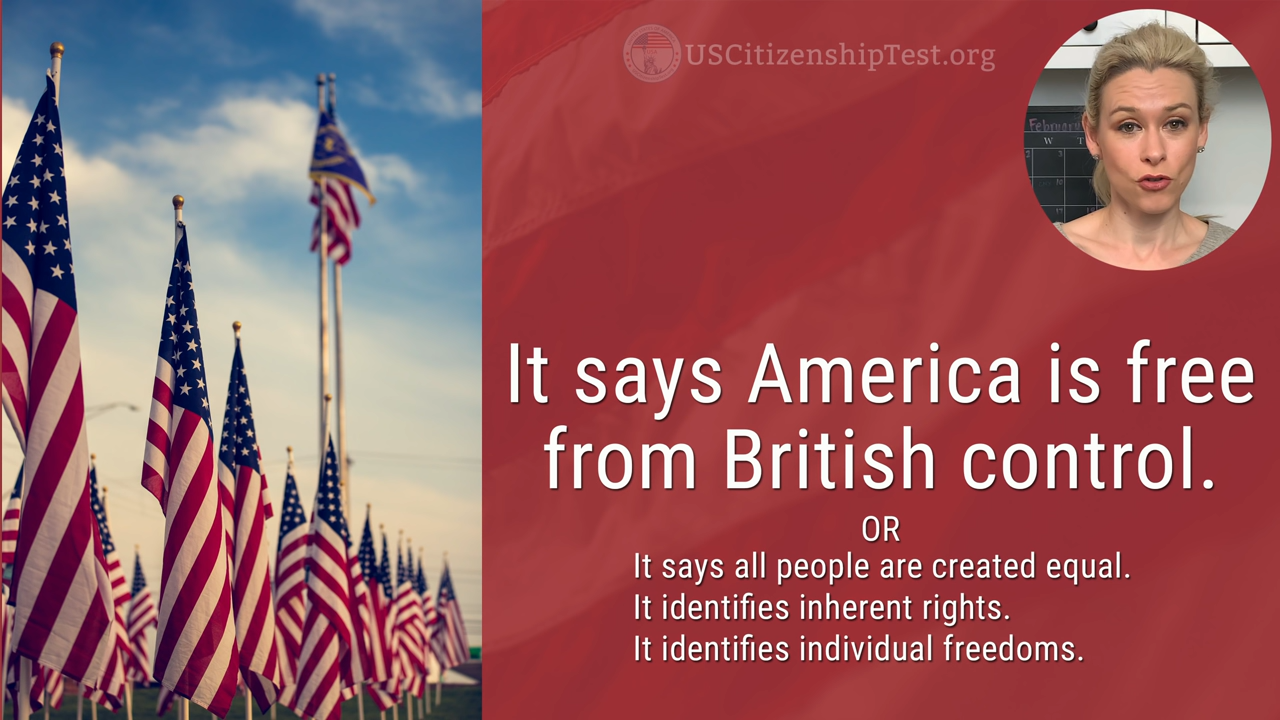 USCitizenshipTest.org
February
W T
It says America is free
from British control.
OR
It says all people are created equal.
It identifies inherent rights.
It identifies individual freedoms.